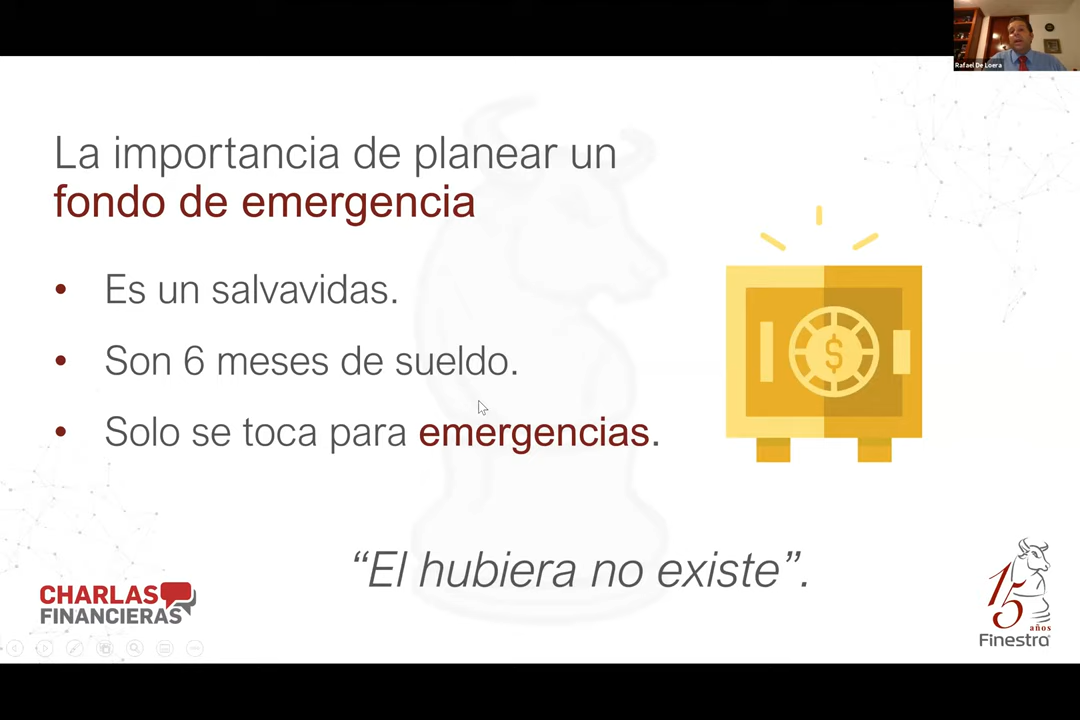 Rafael De Loera
La importancia de planear un
fondo de emergencia
• Es un salvavidas.
• Son 6 meses de sueldo.
$
• Solo se toca para emergencias.
“El hubiera no existe”.
CHARLAS
FINANCIERAS
15
años
Finestra